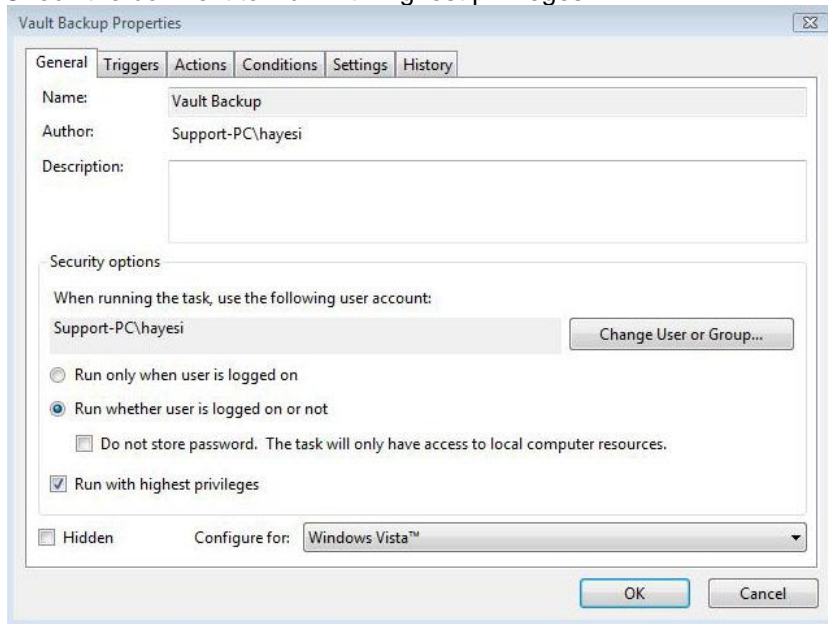 Vault Backup Properties
General Triggers Actions Conditions Settings History
Name: Vault Backup
Author: Support-PC\hayesi
Description:
Security options
When running the task, use the following user account:
Support-PC\hayesi Change User or Group...
Run only when user is logged on
Run whether user is logged on or not
Do not store password. The task will only have access to local computer resources.
Run with highest privileges
Hidden Configure for: Windows Vista™
OK Cancel